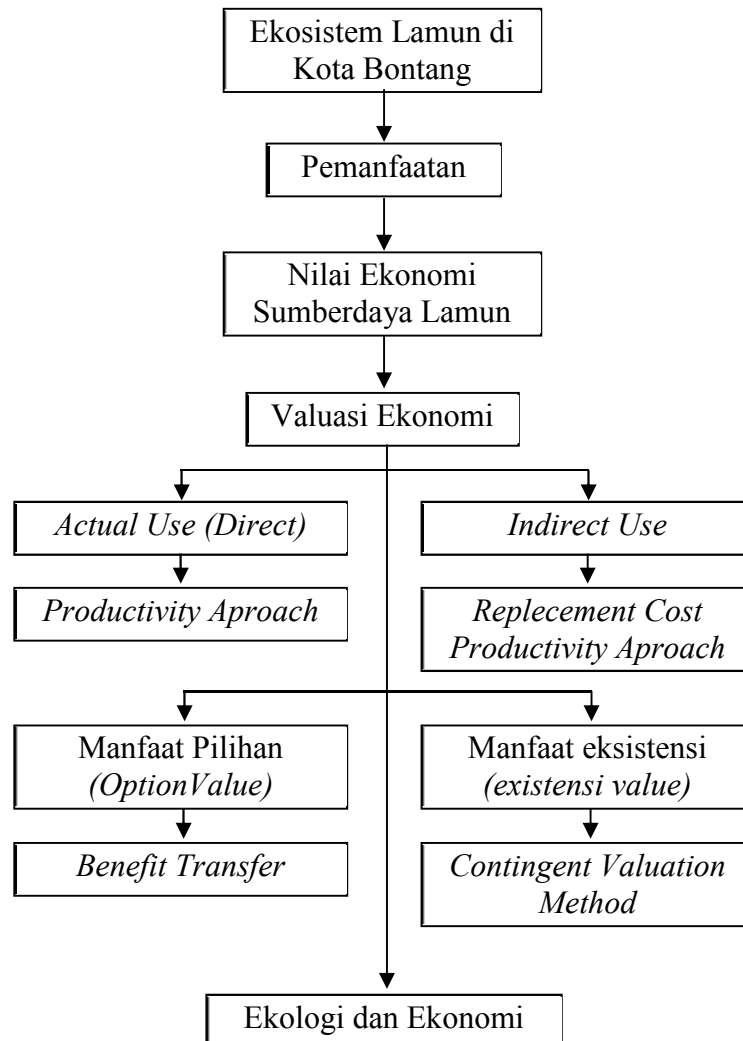 Ekosistem Lamun di
Kota Bontang
Pemanfaatan
Nilai Ekonomi
Sumberdaya Lamun
Valuasi Ekonomi
Actual Use (Direct)
Indirect Use
Productivity Aproach
Replecement Cost
Productivity Aproach
Manfaat Pilihan
(OptionValue)
Manfaat eksistensi
(existensi value)
Benefit Transfer
Contingent Valuation
Method
Ekologi dan Ekonomi